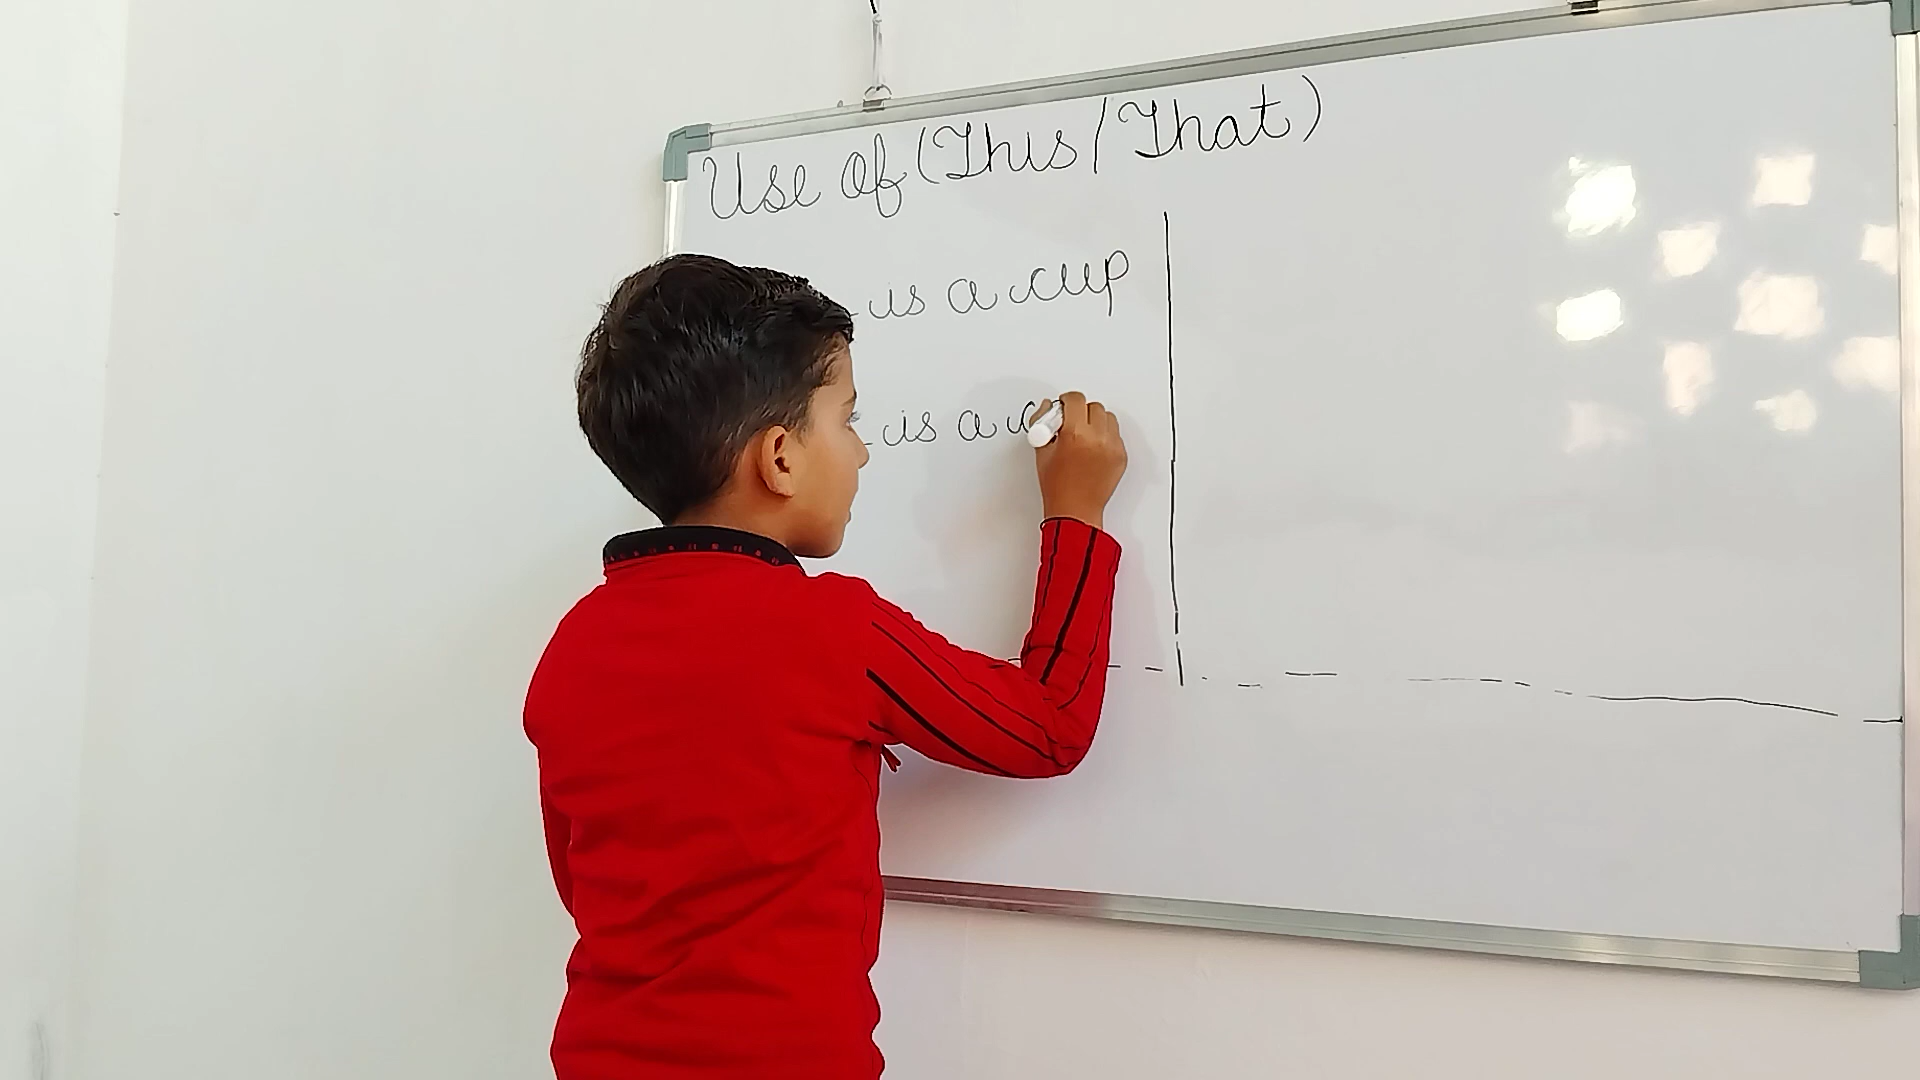 Use Of (This/That)
is a cup
is a